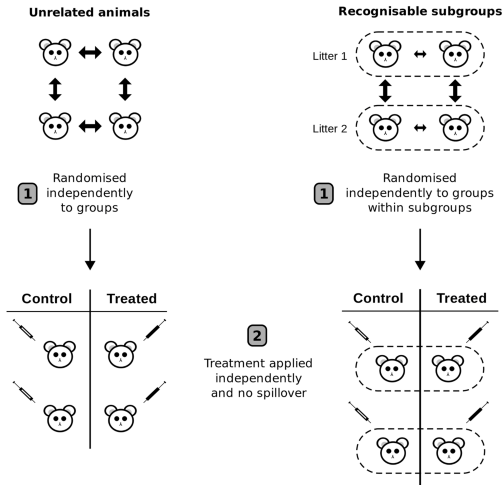 Unrelated animals
Recognisable subgroups
Litter 1
Litter 2
1
Randomised
independently
to groups
1
Randomised
independently to groups
within subgroups
Control
Treated
2
Treatment applied
independently
and no spillover
Control
Treated